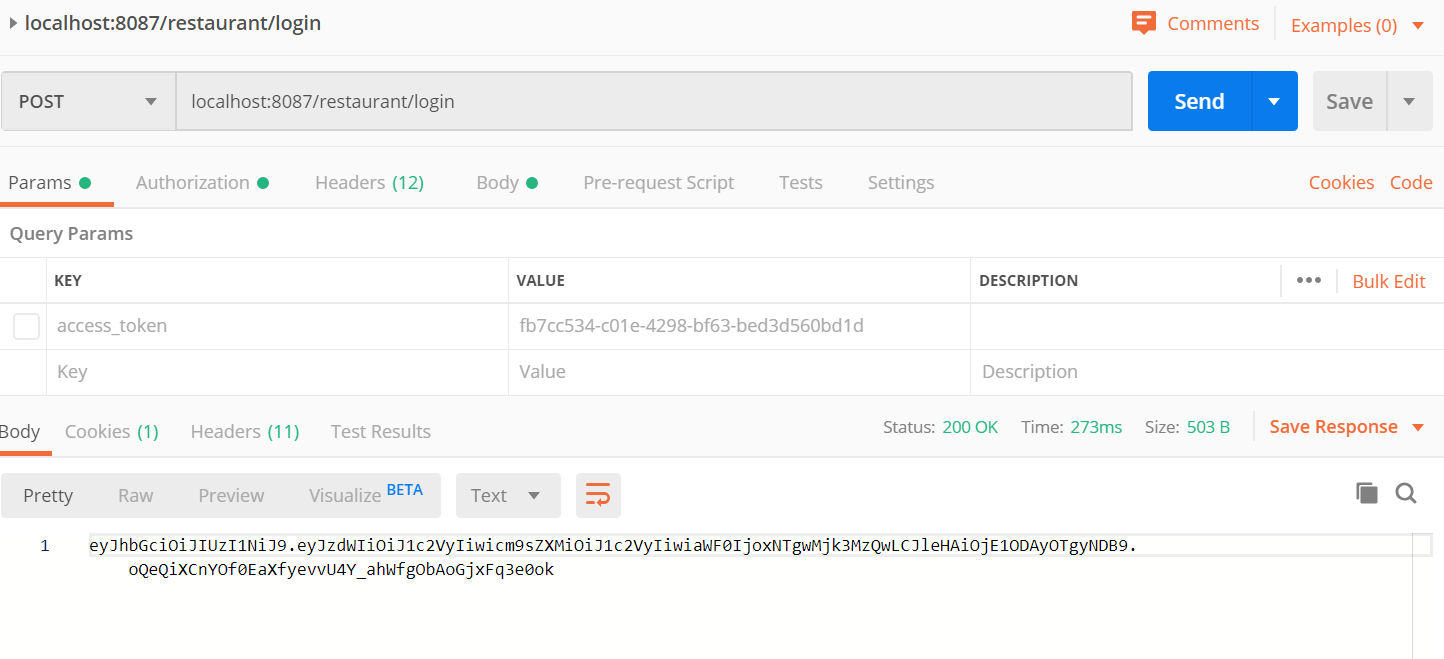 localhost:8087/restaurant/login Comments Examples (0)
POST localhost:8087/restaurant/login Send Save
Params Authorization Headers (12) Body Pre-request Script Tests Settings Cookies Code
Query Params
KEY VALUE DESCRIPTION ••• Bulk Edit
access_token fb7cc534-c01e-4298-bf63-bed3d560bd1d
Key Value Description
Body Cookies (1) Headers (11) Test Results Status: 200 OK Time: 273ms Size: 503 B Save Response
Pretty Raw Preview Visualize BETA Text
1 eyJhbGciOiJIUzI1NiJ9.eyJzdWIiOiJ1c2VyIiwicm9sZXMiOiJ1c2VyIiwiaWF0IjoxNTgwMjk3MzQwLCJleHAiOjE1ODAyOTgyNDB9.
oQeQiXCnYOf0EaXfyevvU4Y_ahWfgObAoGjxFq3e0ok